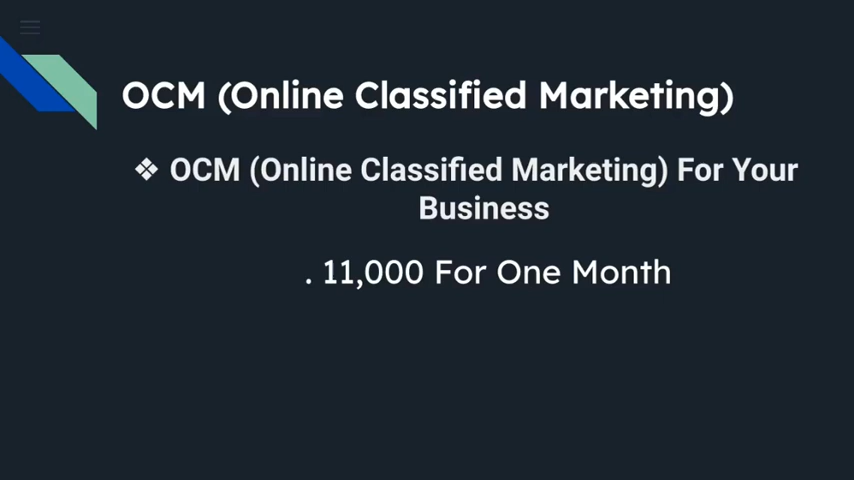 OCM (Online Classified Marketing)
❖ OCM (Online Classified Marketing) For Your
Business
. 11,000 For One Month